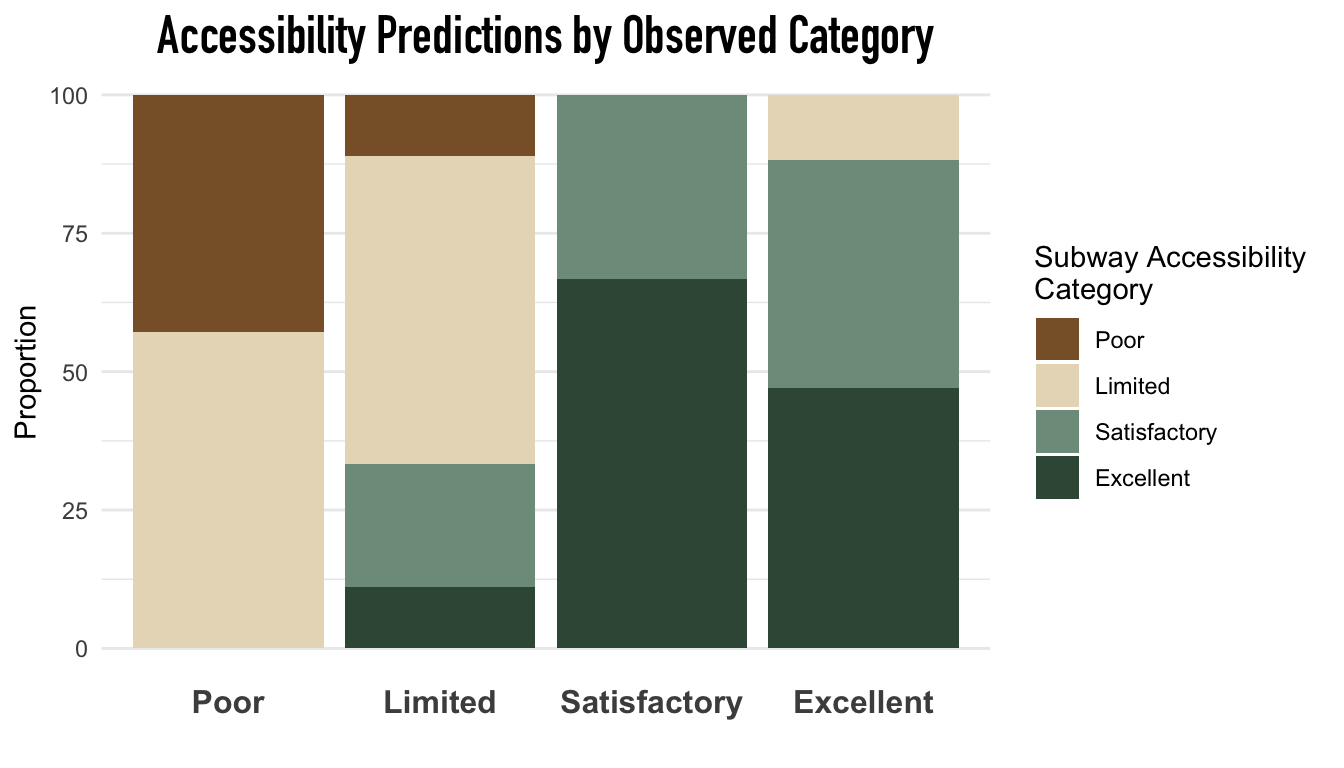 Accessibility Predictions by Observed Category
Proportion
100
75
50
25
0
Poor
Limited
Satisfactory
Excellent
Subway Accessibility
Category
Poor
Limited
Satisfactory
Excellent